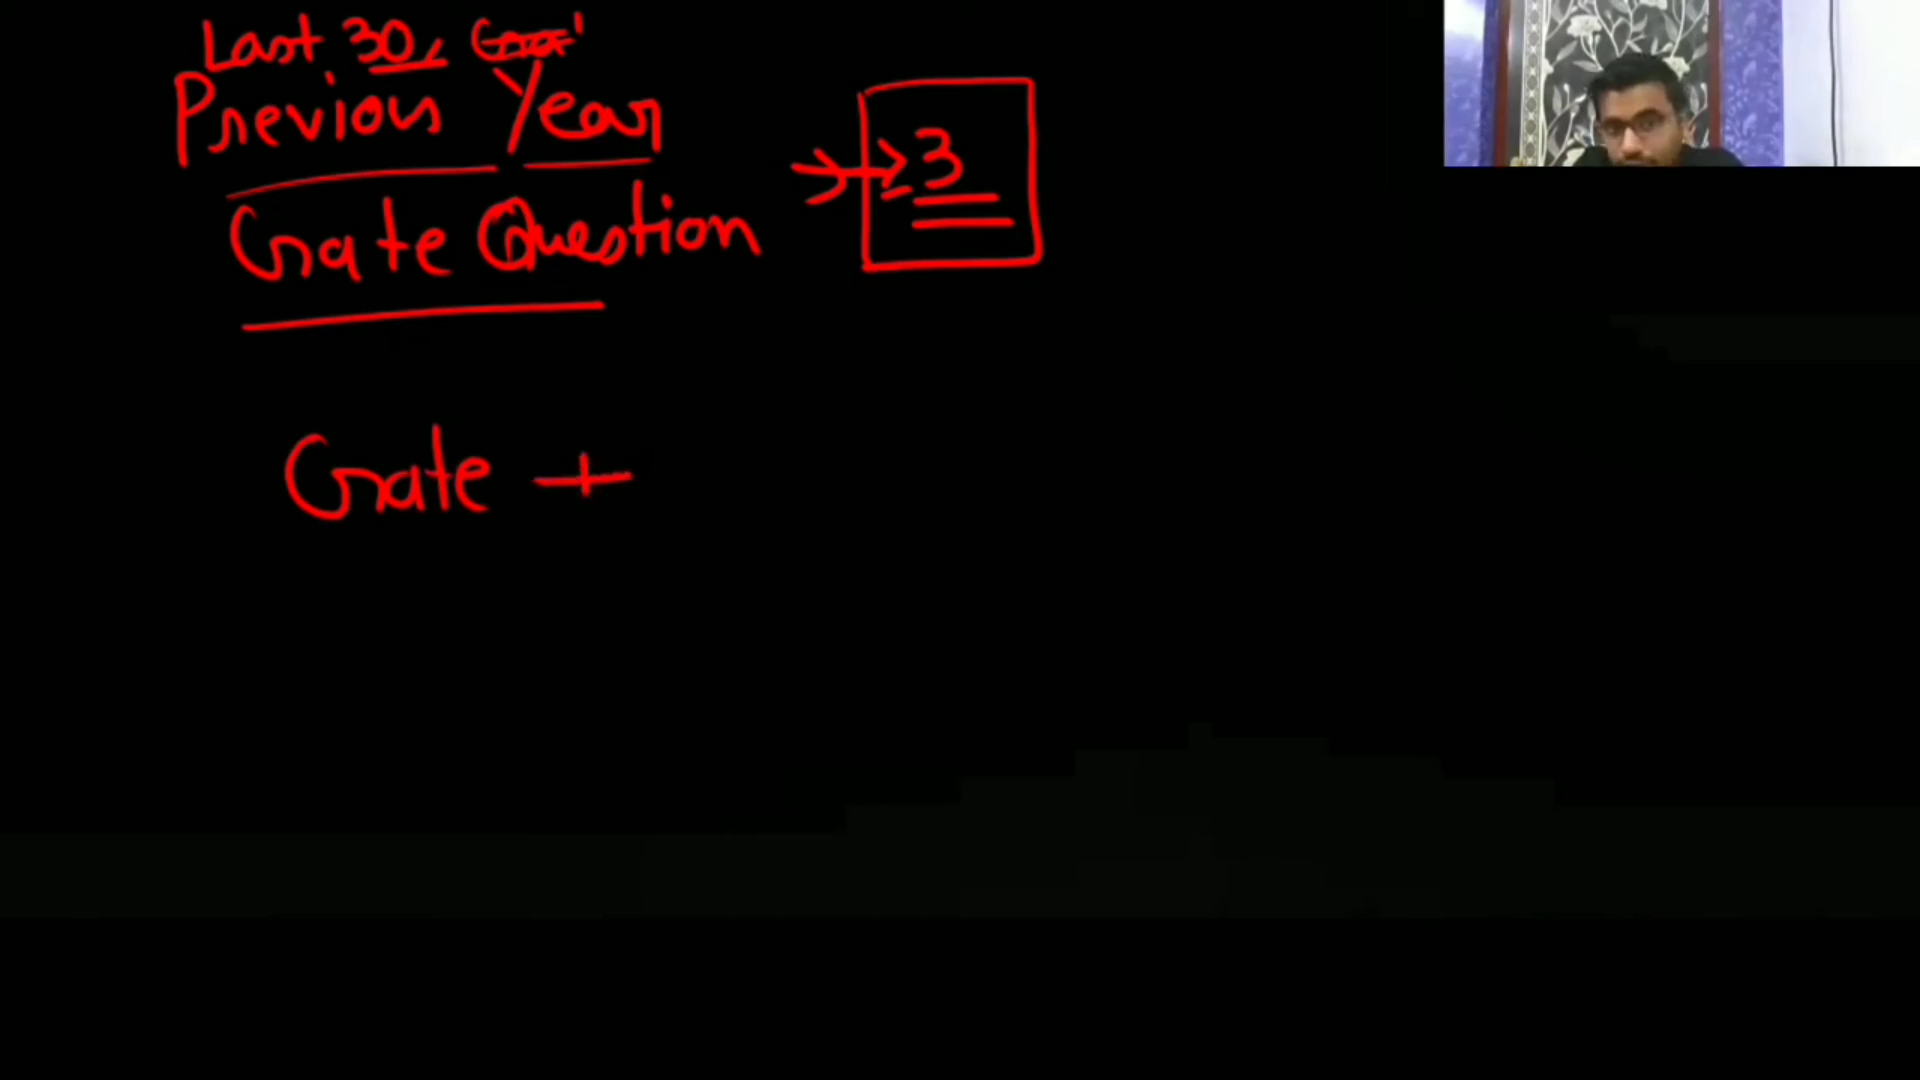 Last 30,
Previous Year
Gate Question
→ 3
Gate +